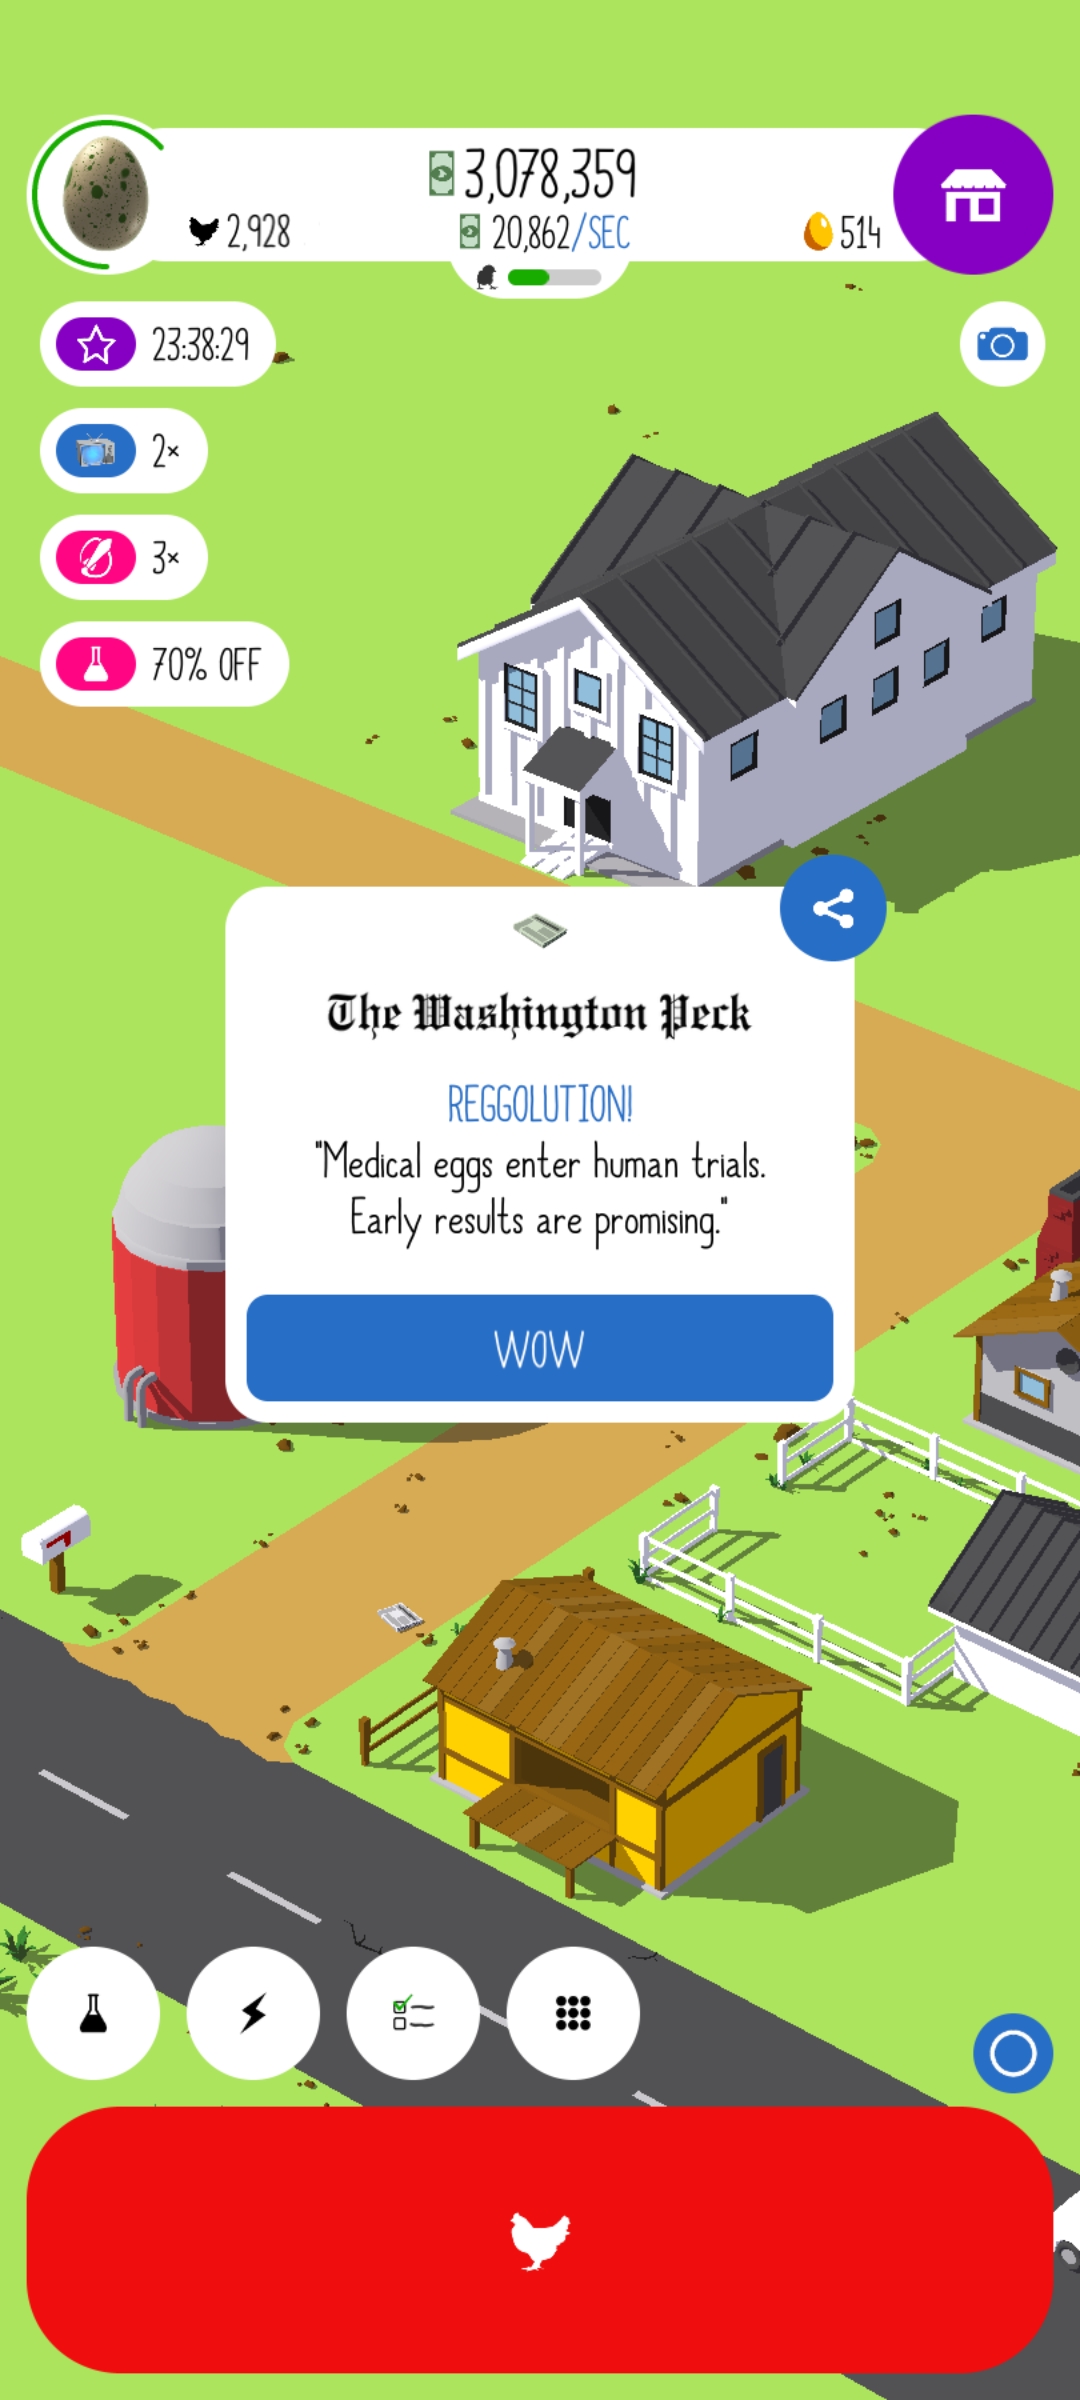 3,078,359
2,928
20,862/SEC
514
23:38:29
2×
3×
70% OFF
The Washington Peck
REGGOLUTION!
"Medical eggs enter human trials.
Early results are promising."
WOW